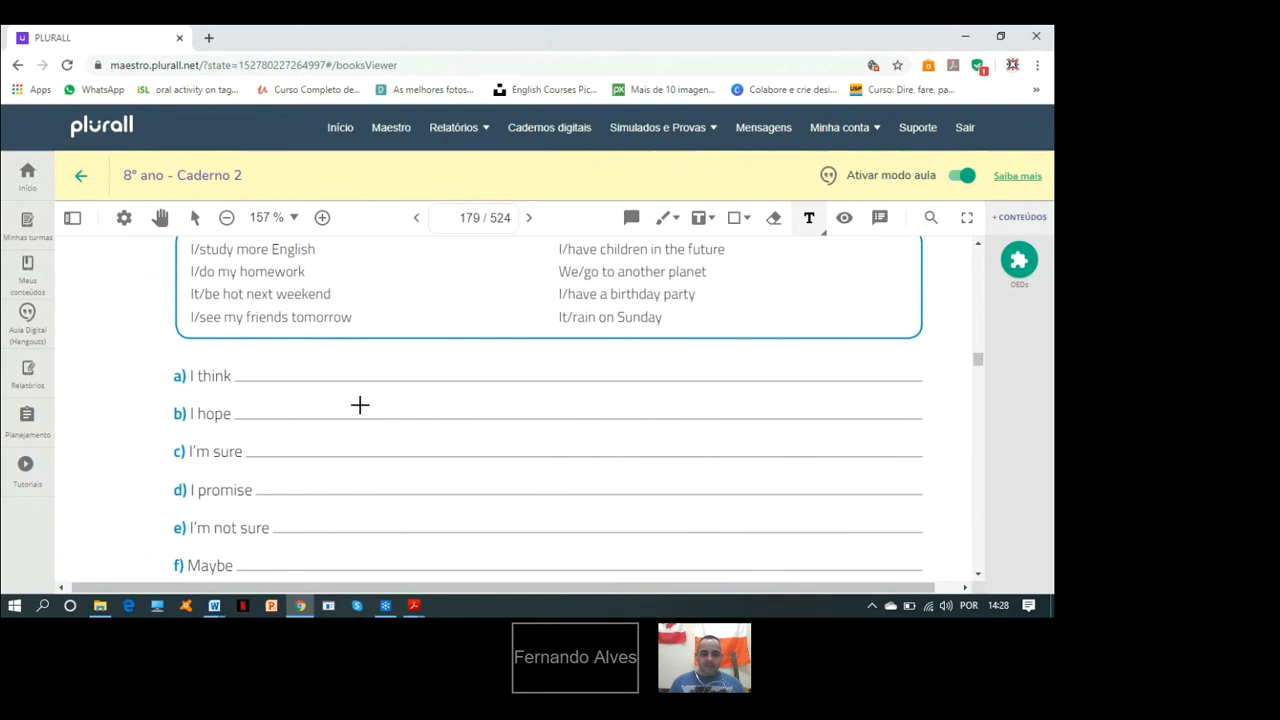 PLURALL
maestro.plurall.net/?state=152780227264997#/booksViewer
Apps WhatsApp oral activity on tag... Curso Completo de... As melhores fotos... English Courses Pic... Mais de 10 imagen... Colabore e crie desi... Curso: Dire, fare, pa... »
plurall Início Maestro Relatórios Cadernos digitais Simulados e Provas Mensagens Minha conta Suporte Sair
8º ano - Caderno 2 Ativar modo aula Saiba mais
Início
Minhas turmas
Meus conteúdos
Aula Digital (Hangouts)
Relatórios
Planejamento
Tutoriais
157 % 179 / 524 T + CONTEÚDOS
OEDs
I/study more English
I/do my homework
It/be hot next weekend
I/see my friends tomorrow
I/have children in the future
We/go to another planet
I/have a birthday party
It/rain on Sunday
a) I think
b) I hope
c) I'm sure
d) I promise
e) I'm not sure
f) Maybe
POR 14:28
Fernando Alves